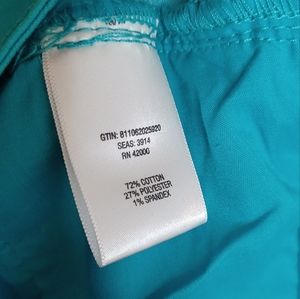 GTIN: 811062025920
SEAS: 3914
RN 42000
72% COTTON
27% POLYESTER
1% SPANDEX